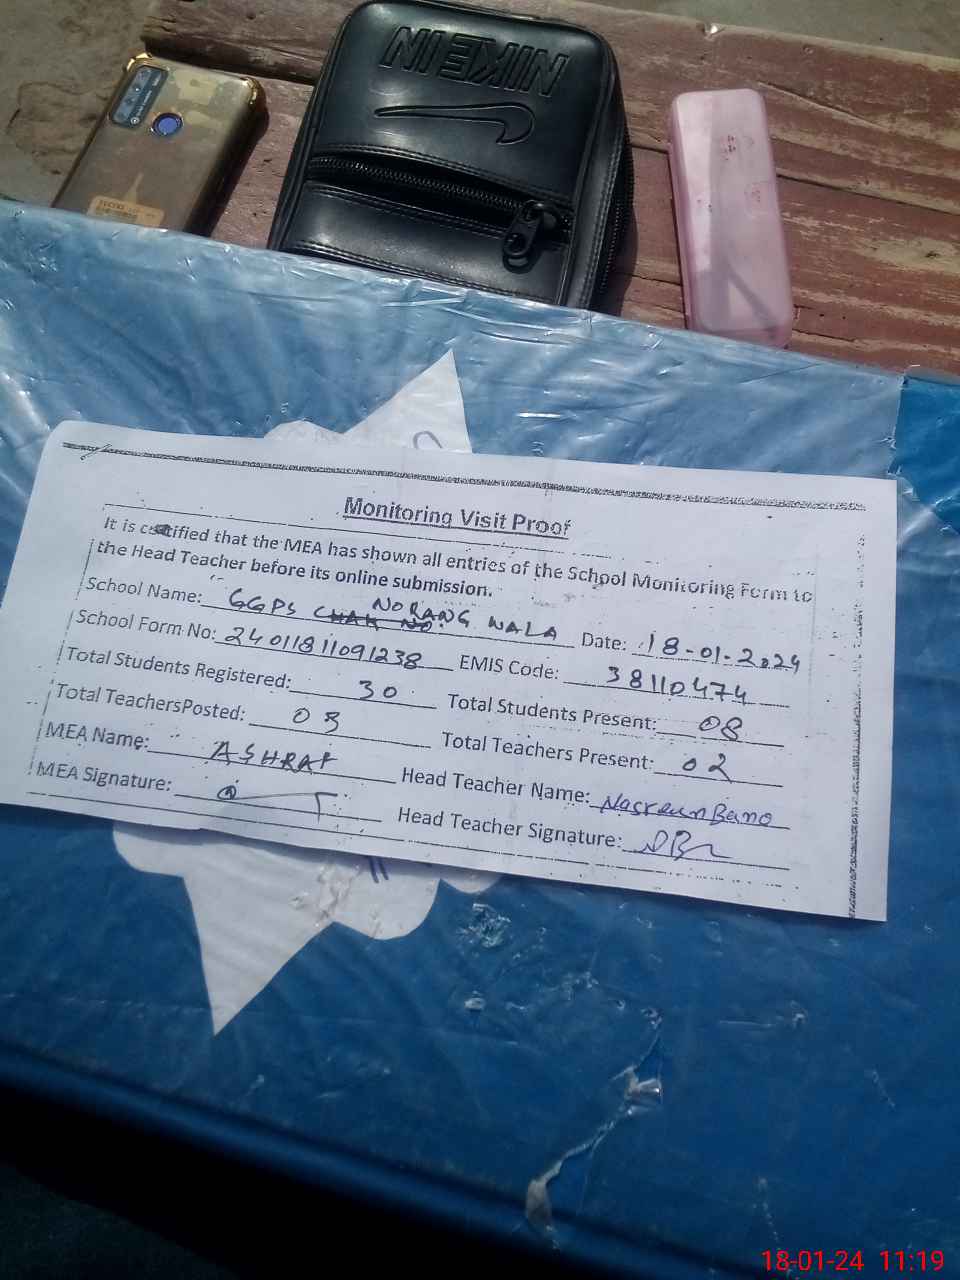 NIKEIN
Monitoring Visit Proof
It is certified that the MEA has shown all entries of the School Monitoring Form to
the Head Teacher before its online submission.
School Name: GGPS CHAK NO. NORANG WALA Date: 18-01-2024
School Form No: 24011811091238 EMIS Code: 38110474
Total Students Registered: 30 Total Students Present: 08
Total TeachersPosted: 03 Total Teachers Present: 02
MEA Name: ASHRAF Head Teacher Name: Nasreen Bano
MEA Signature: Head Teacher Signature:
18-01-24 11:19